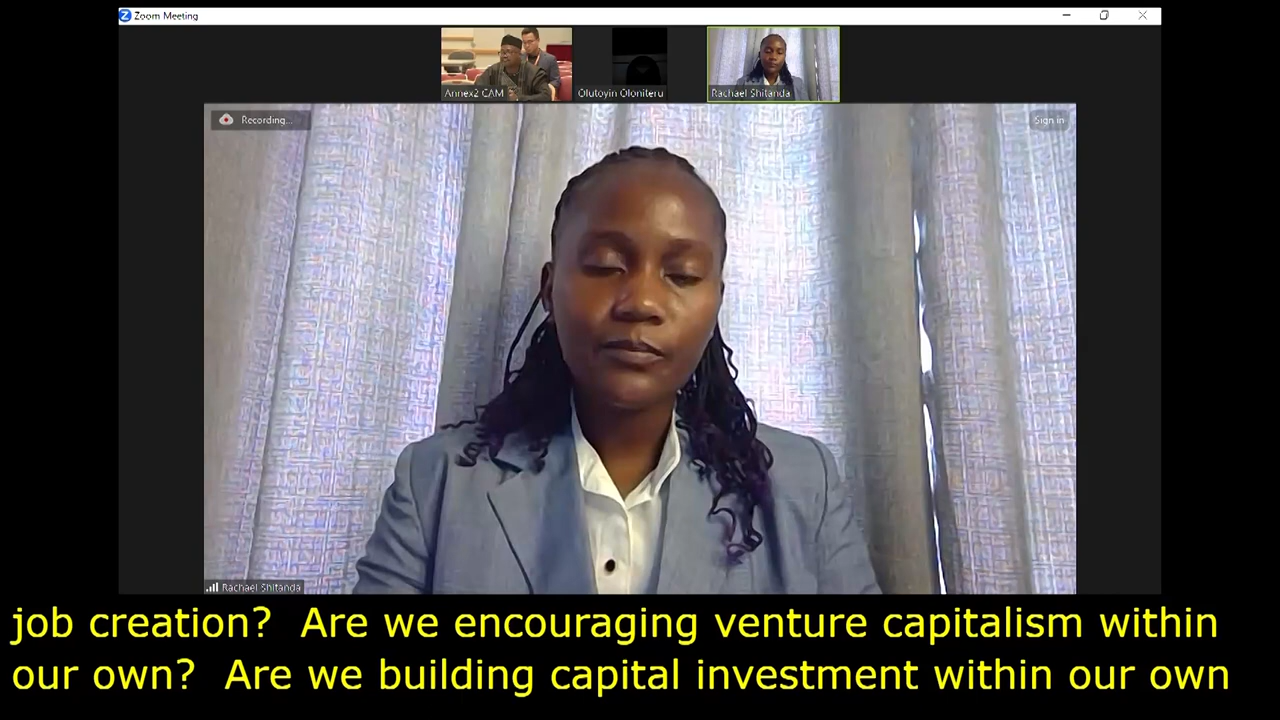 Zoom Meeting
Annex2 CAM
Olutoyin Oloniteru
Rachael Shitanda
Recording...
Sign in
Rachael Shitanda
job creation?  Are we encouraging venture capitalism within
our own?  Are we building capital investment within our own